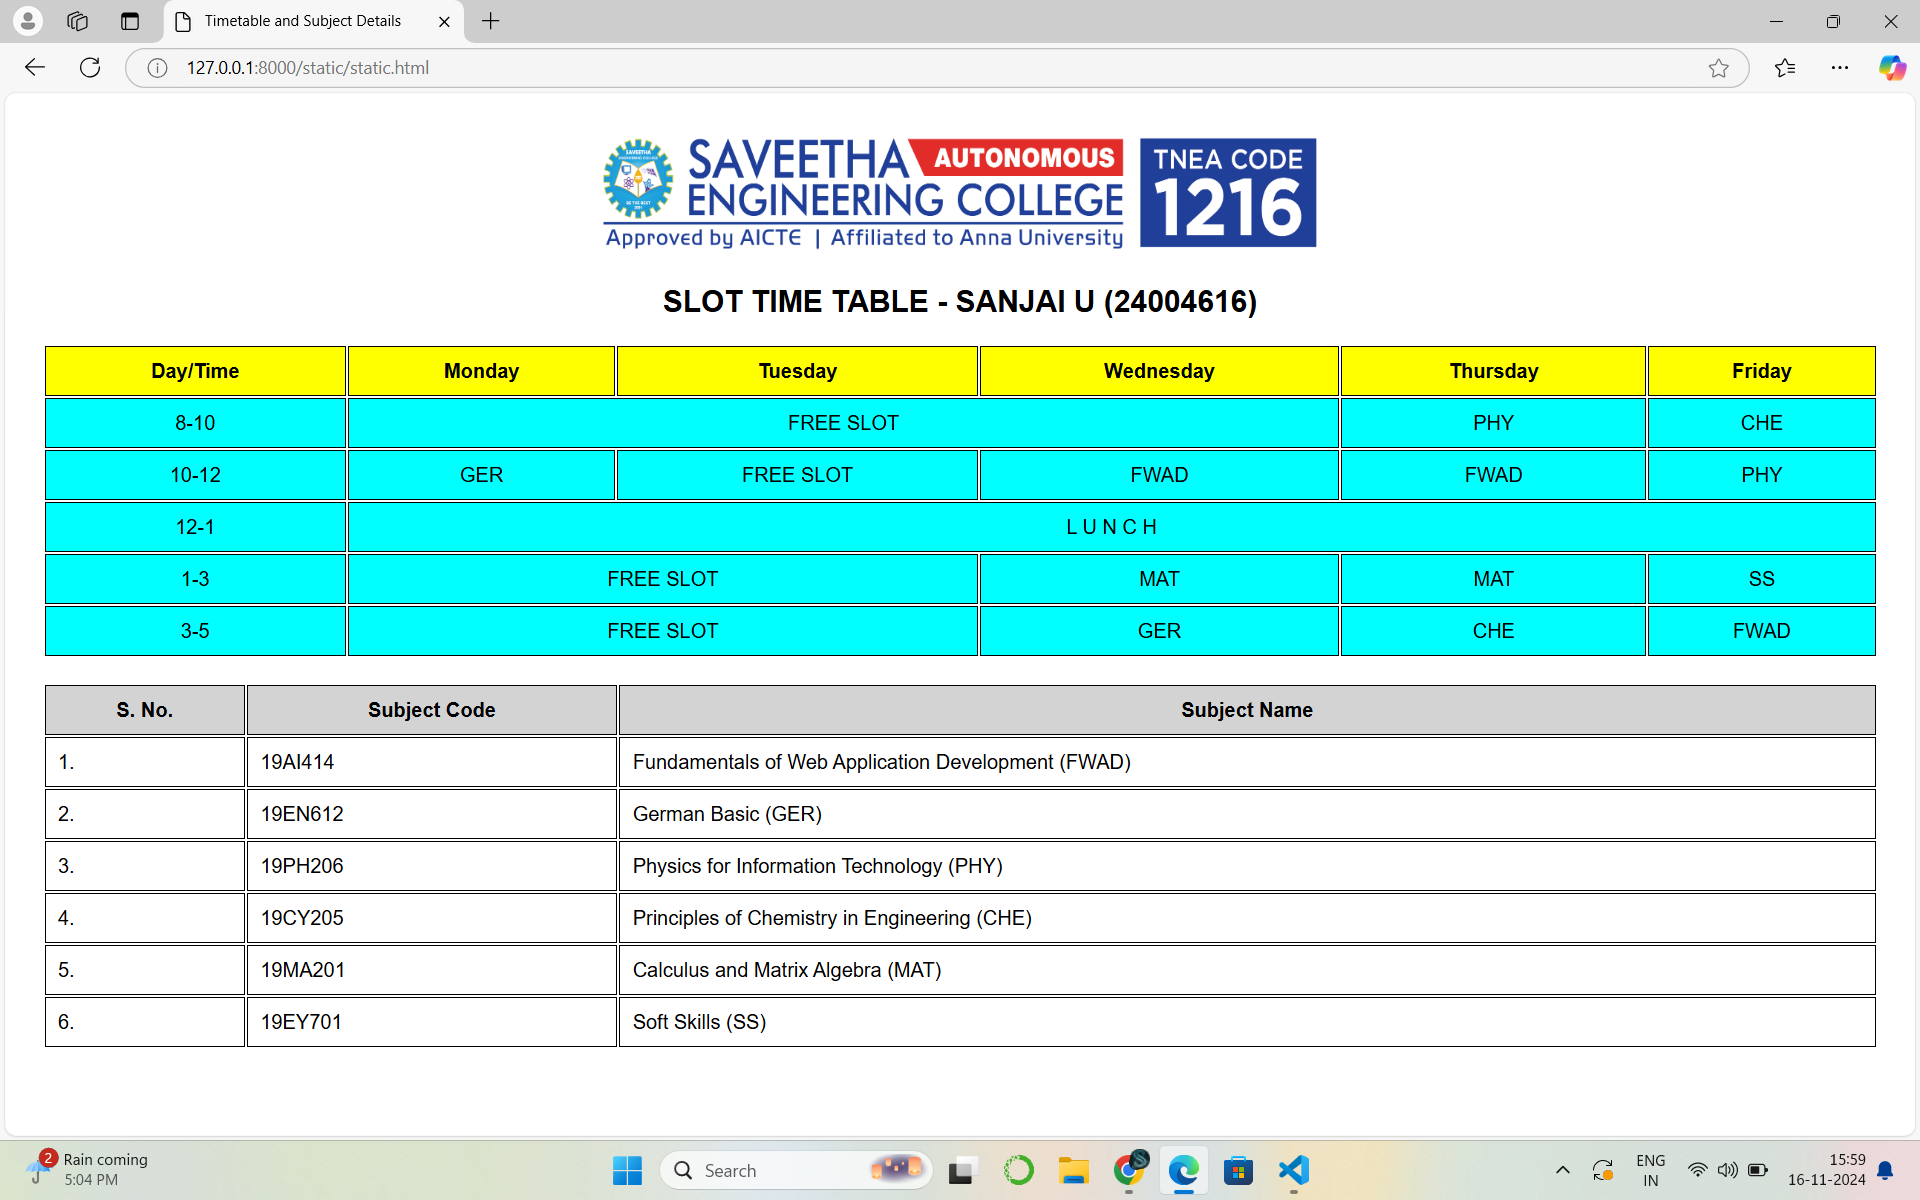 Timetable and Subject Details
127.0.0.1:8000/static/static.html
SAVEETHA AUTONOMOUS
ENGINEERING COLLEGE
Approved by AICTE | Affiliated to Anna University
TNEA CODE
1216
SLOT TIME TABLE - SANJAI U (24004616)
Day/Time Monday Tuesday Wednesday Thursday Friday
8-10 FREE SLOT PHY CHE
10-12 GER FREE SLOT FWAD FWAD PHY
12-1 L U N C H
1-3 FREE SLOT MAT MAT SS
3-5 FREE SLOT GER CHE FWAD
S. No. Subject Code Subject Name
1. 19AI414 Fundamentals of Web Application Development (FWAD)
2. 19EN612 German Basic (GER)
3. 19PH206 Physics for Information Technology (PHY)
4. 19CY205 Principles of Chemistry in Engineering (CHE)
5. 19MA201 Calculus and Matrix Algebra (MAT)
6. 19EY701 Soft Skills (SS)
2 Rain coming
5:04 PM
Search
ENG
IN
15:59
16-11-2024